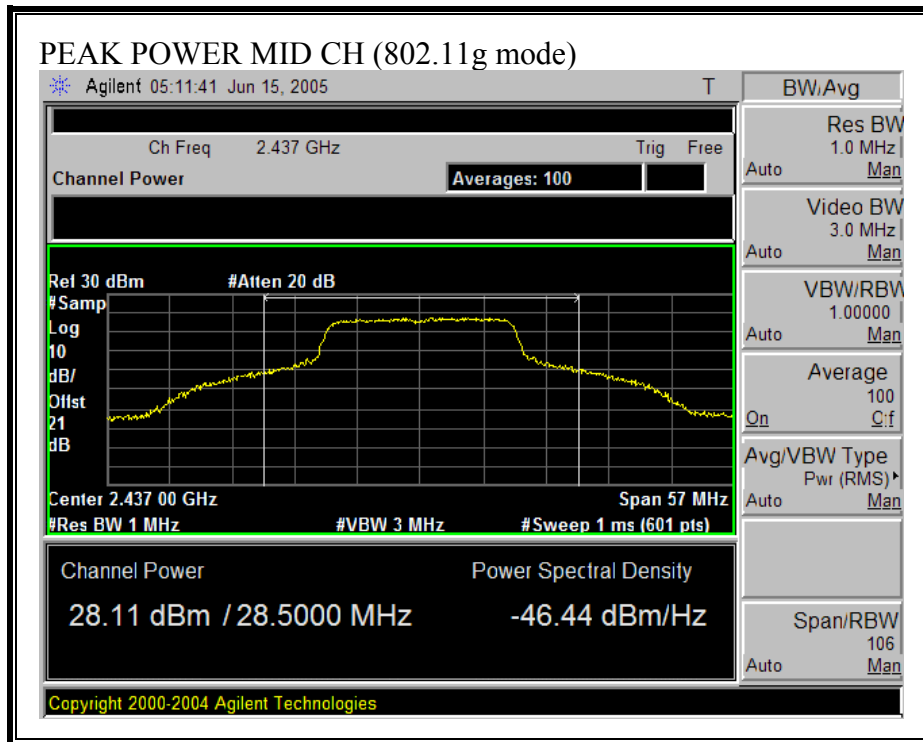 PEAK POWER MID CH (802.11g mode)
Agilent 05:11:41 Jun 15, 2005 T
Ch Freq 2.437 GHz Trig Free
Channel Power Averages: 100
Ref 30 dBm #Atten 20 dB
#Samp
Log
10
dB/
Offst
21
dB
Center 2.437 00 GHz Span 57 MHz
#Res BW 1 MHz #VBW 3 MHz #Sweep 1 ms (601 pts)
Channel Power Power Spectral Density
28.11 dBm / 28.5000 MHz -46.44 dBm/Hz
Copyright 2000-2004 Agilent Technologies
BW/Avg
Res BW
1.0 MHz
Auto Man
Video BW
3.0 MHz
Auto Man
VBW/RBW
1.00000
Auto Man
Average
100
On
Avg/VBW Type
Pwr (RMS)
Auto Man
Span/RBW
106
Auto Man